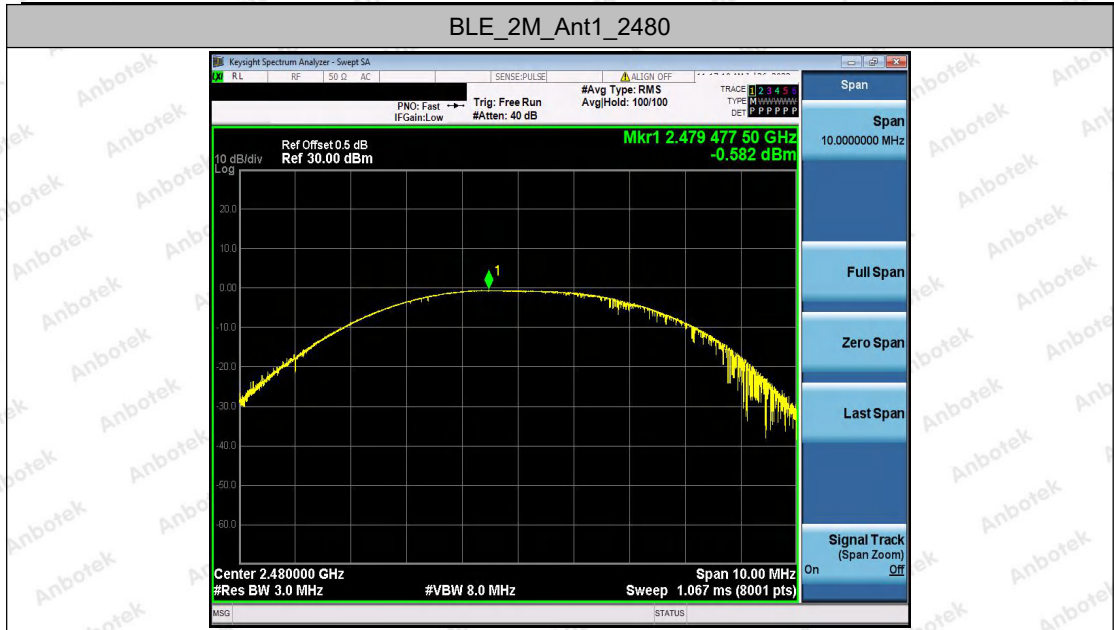 BLE_2M_Ant1_2480
Keysight Spectrum Analyzer - Swept SA
RL RF 50 Ω AC SENSE:PULSE ALIGN OFF
PNO: Fast Trig: Free Run #Avg Type: RMS TRACE 1 2 3 4 5 6
IFGain:Low #Atten: 40 dB Avg|Hold: 100/100 TYPE M W W W W W
DET P P P P P P
Span
Span
10.0000000 MHz
Ref Offset 0.5 dB Mkr1 2.479 477 50 GHz
10 dB/div Ref 30.00 dBm -0.582 dBm
Log
20.0
10.0
1
0.00
-10.0
-20.0
-30.0
-40.0
-50.0
-60.0
Full Span
Zero Span
Last Span
Signal Track
(Span Zoom)
On Off
Center 2.480000 GHz Span 10.00 MHz
#Res BW 3.0 MHz #VBW 8.0 MHz Sweep 1.067 ms (8001 pts)
MSG STATUS
Anbotek